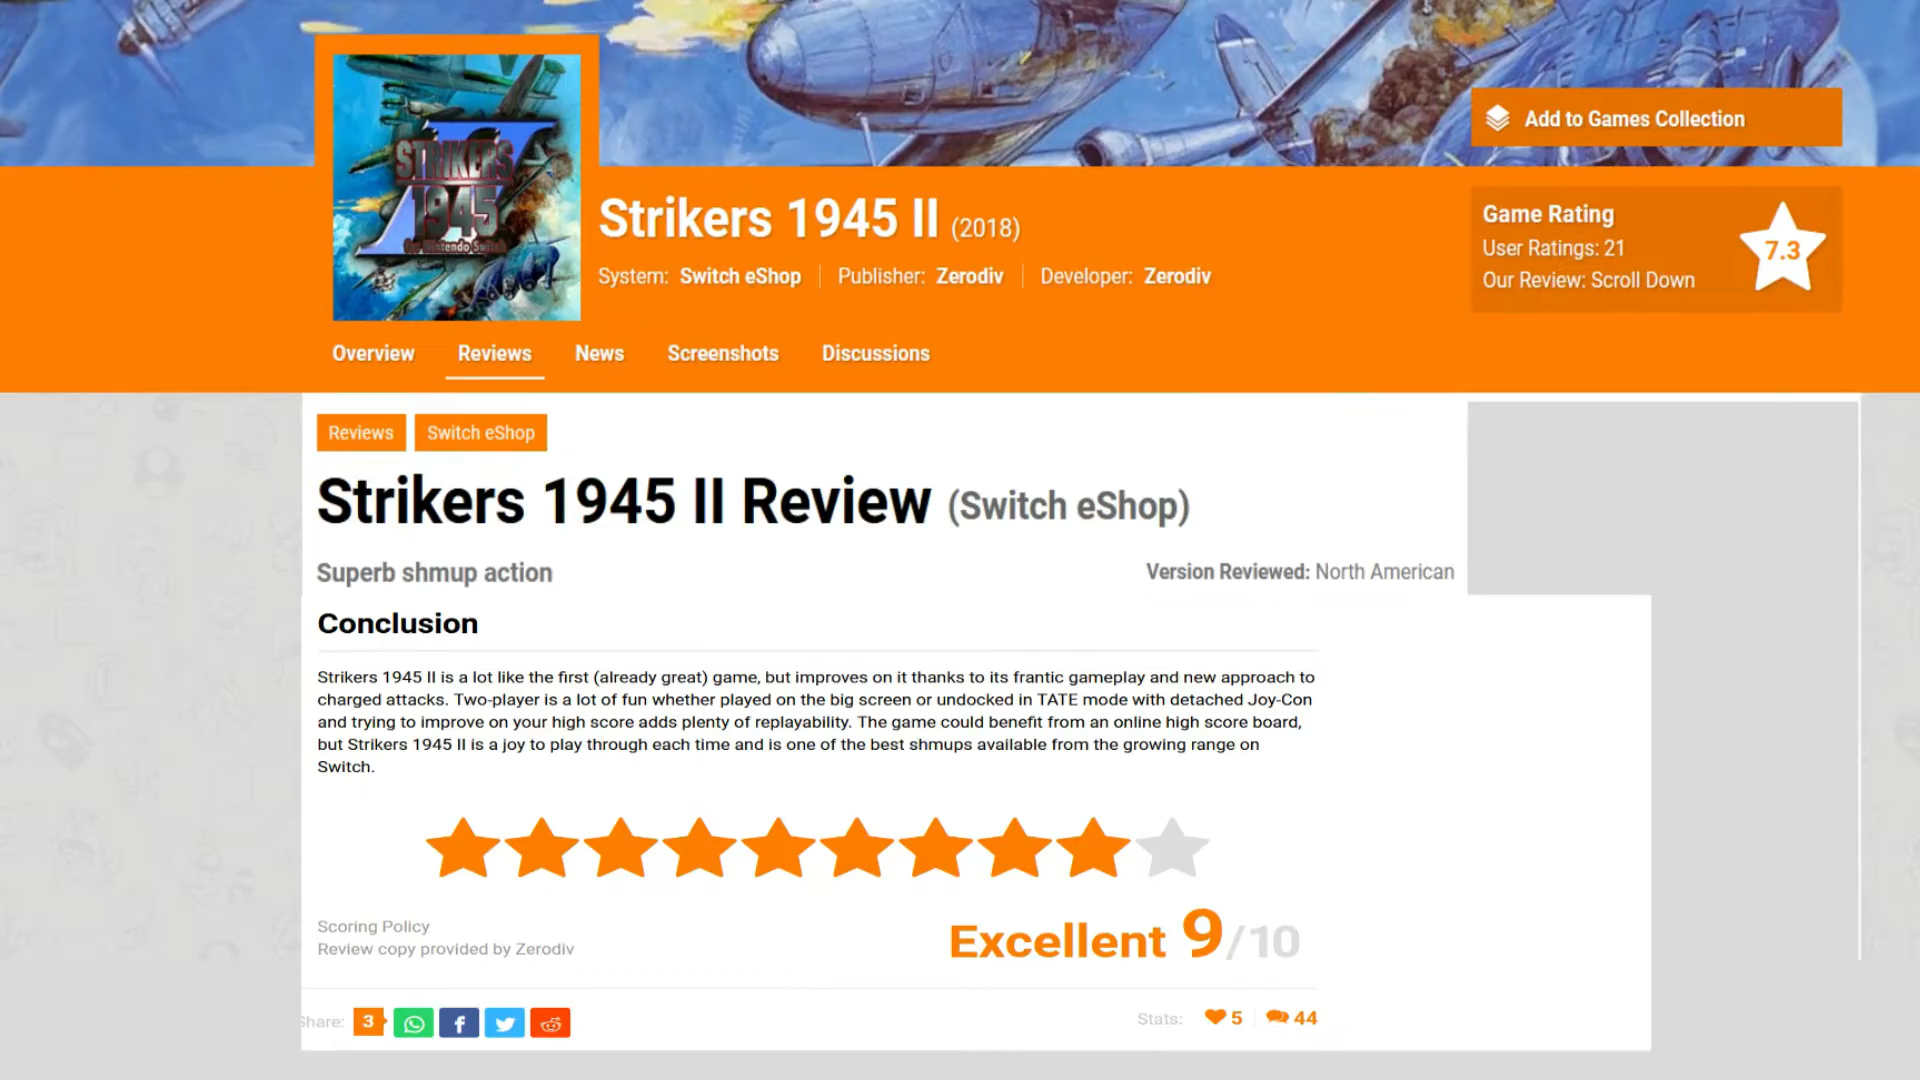 STRIKERS
1945
II
for Nintendo Switch
Add to Games Collection
Strikers 1945 II (2018)
System: Switch eShop Publisher: Zerodiv Developer: Zerodiv
Game Rating
User Ratings: 21
Our Review: Scroll Down
7.3
Overview Reviews News Screenshots Discussions
Reviews Switch eShop
Strikers 1945 II Review (Switch eShop)
Superb shmup action
Version Reviewed: North American
Conclusion
Strikers 1945 II is a lot like the first (already great) game, but improves on it thanks to its frantic gameplay and new approach to
charged attacks. Two-player is a lot of fun whether played on the big screen or undocked in TATE mode with detached Joy-Con
and trying to improve on your high score adds plenty of replayability. The game could benefit from an online high score board,
but Strikers 1945 II is a joy to play through each time and is one of the best shmups available from the growing range on
Switch.
Scoring Policy
Review copy provided by Zerodiv
Excellent 9/10
Share: 3
Stats: 5 44